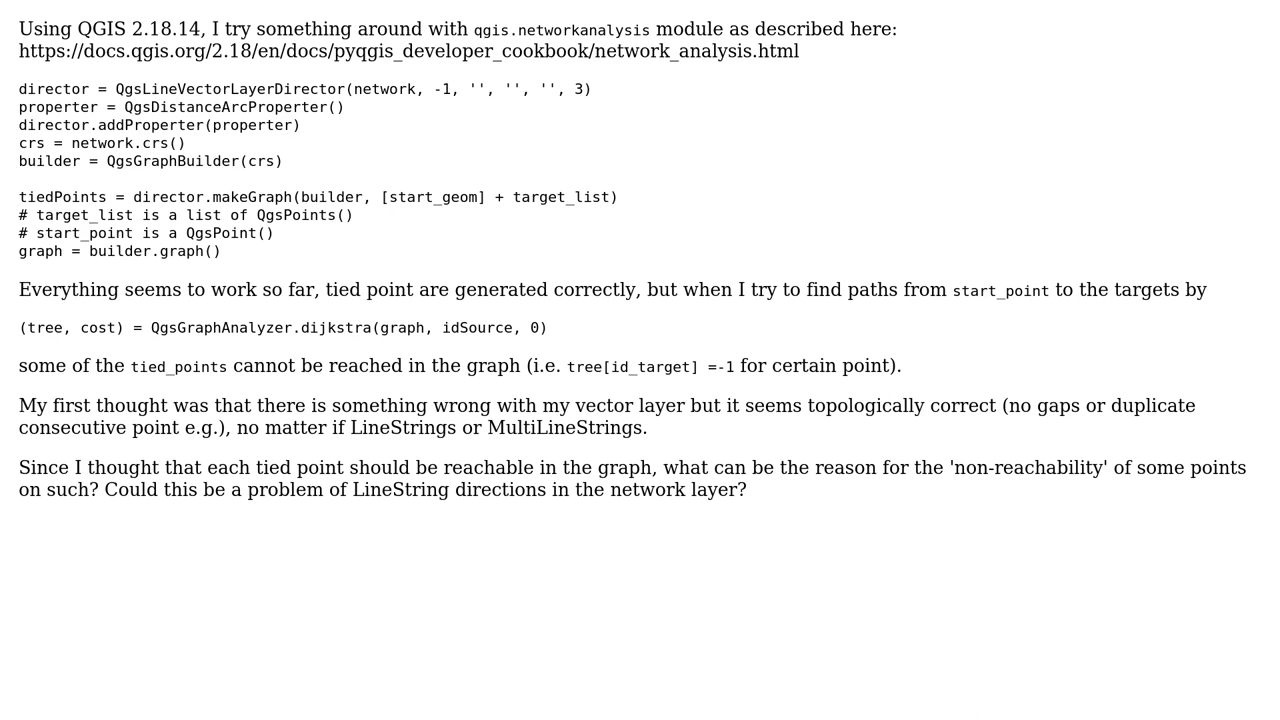 Using QGIS 2.18.14, I try something around with qgis.networkanalysis module as described here:
https://docs.qgis.org/2.18/en/docs/pyqgis_developer_cookbook/network_analysis.html
director = QgsLineVectorLayerDirector(network, -1, '', '', '', 3)
properter = QgsDistanceArcProperter()
director.addProperter(properter)
crs = network.crs()
builder = QgsGraphBuilder(crs)
tiedPoints = director.makeGraph(builder, [start_geom] + target_list)
# target_list is a list of QgsPoints()
# start_point is a QgsPoint()
graph = builder.graph()
Everything seems to work so far, tied point are generated correctly, but when I try to find paths from start_point to the targets by
(tree, cost) = QgsGraphAnalyzer.dijkstra(graph, idSource, 0)
some of the tied_points cannot be reached in the graph (i.e. tree[id_target] =-1 for certain point).
My first thought was that there is something wrong with my vector layer but it seems topologically correct (no gaps or duplicate
consecutive point e.g.), no matter if LineStrings or MultiLineStrings.
Since I thought that each tied point should be reachable in the graph, what can be the reason for the 'non-reachability' of some points
on such? Could this be a problem of LineString directions in the network layer?